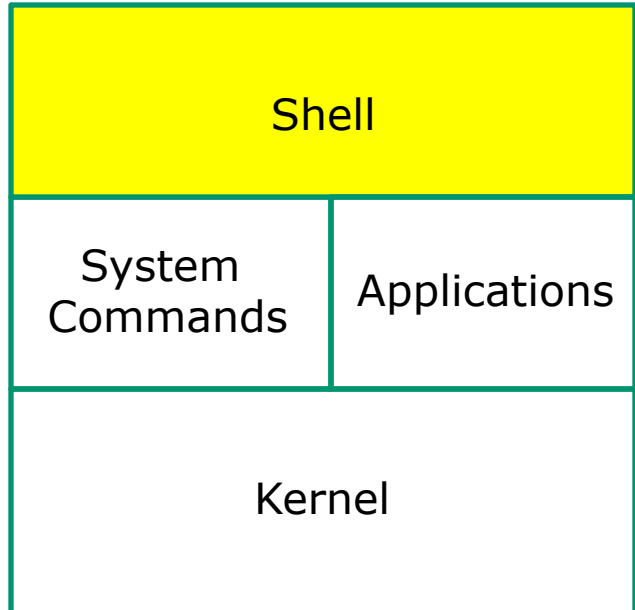 Shell
System
Commands
Applications
Kernel